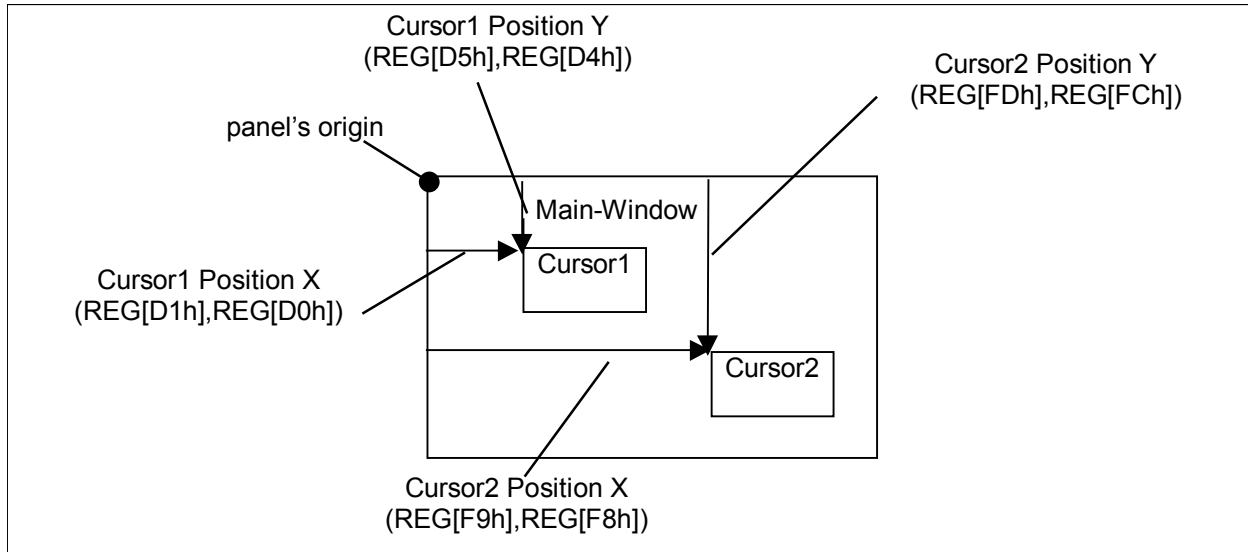 Cursor1 Position Y
(REG[D5h],REG[D4h])
Cursor2 Position Y
(REG[FDh],REG[FCh])
panel’s origin
Main-Window
Cursor1
Cursor1 Position X
(REG[D1h],REG[D0h])
Cursor2
Cursor2 Position X
(REG[F9h],REG[F8h])